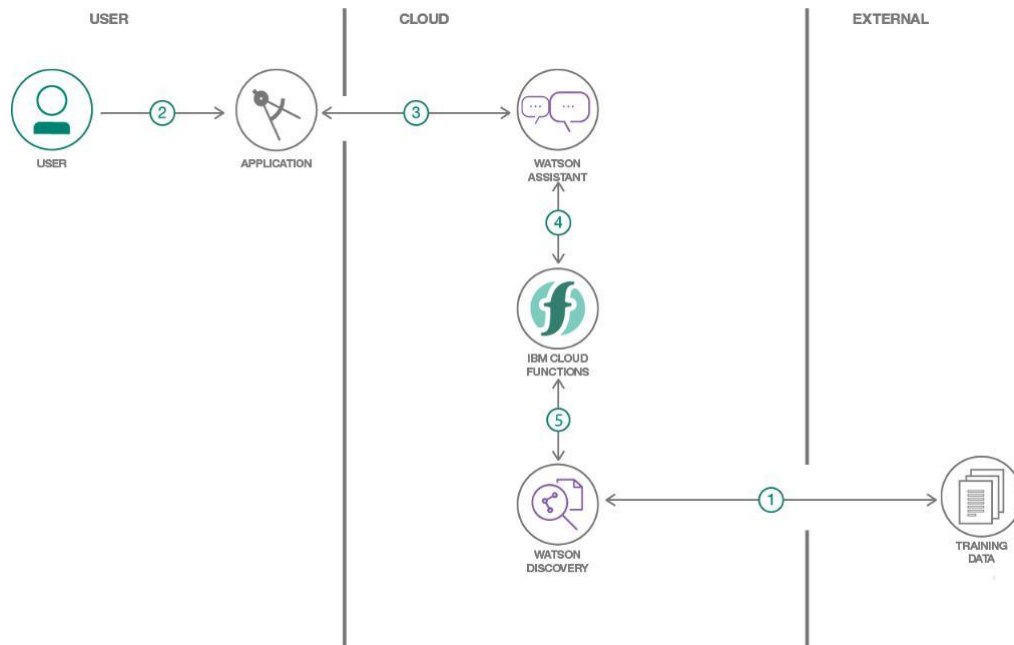 USER
CLOUD
EXTERNAL
2
3
USER
APPLICATION
WATSON
ASSISTANT
4
IBM CLOUD
FUNCTIONS
5
1
WATSON
DISCOVERY
TRAINING
DATA